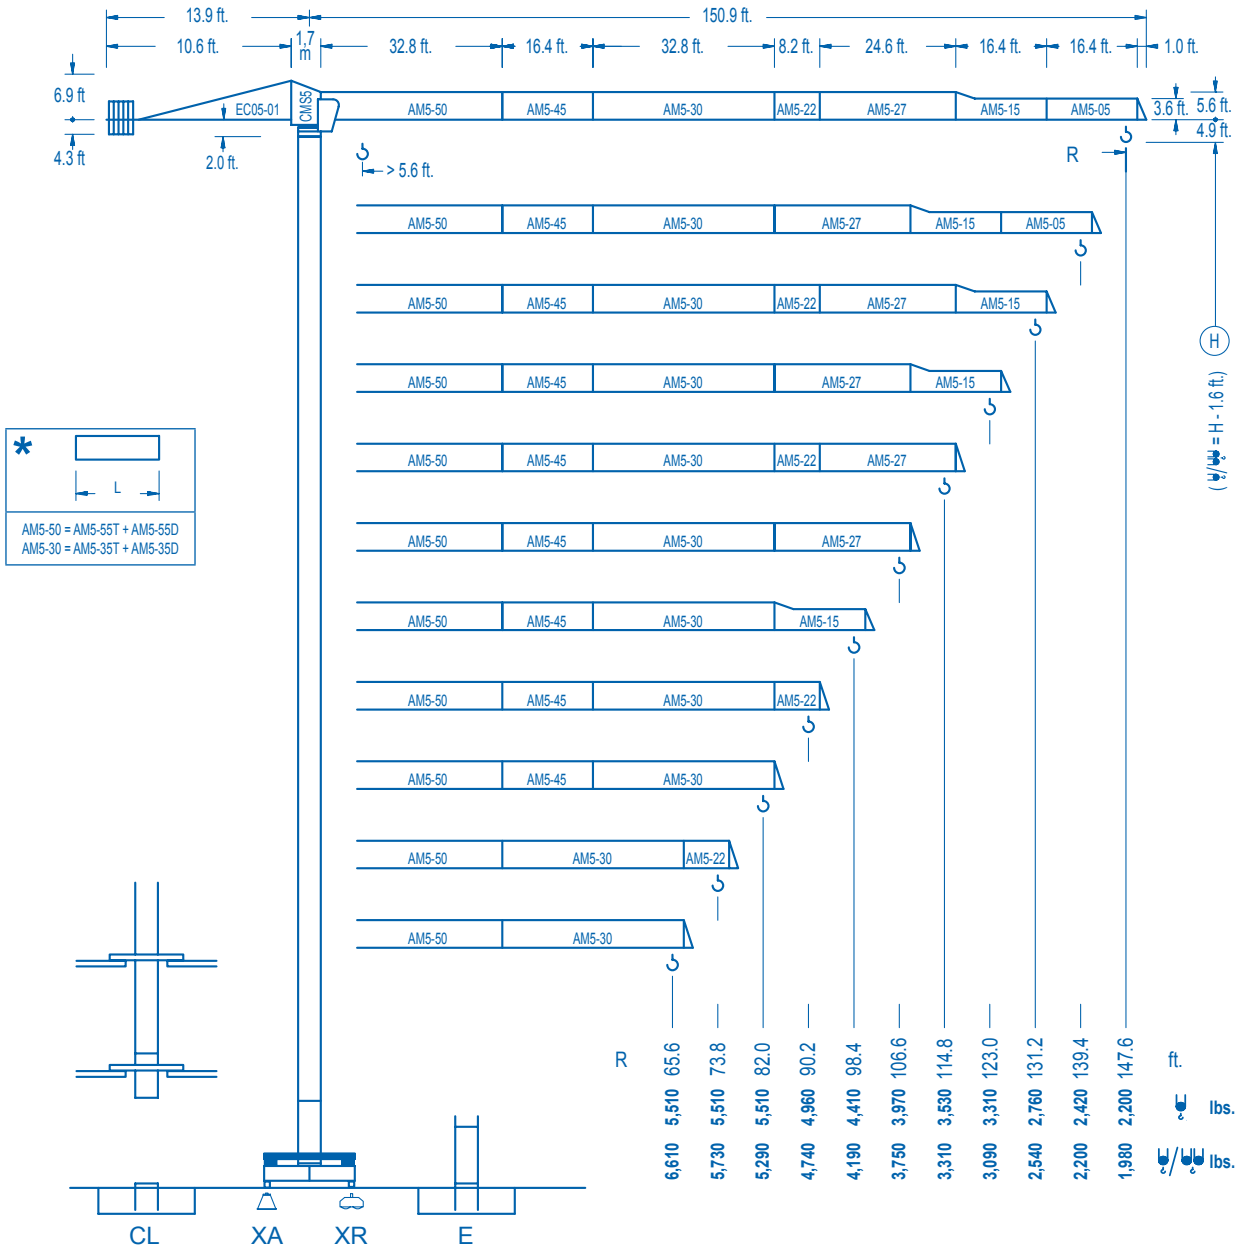 13.9 ft.
150.9 ft.
10.6 ft.
1,7 m
32.8 ft.
16.4 ft.
32.8 ft.
8.2 ft.
24.6 ft.
16.4 ft.
16.4 ft.
1.0 ft.
6.9 ft
EC05-01
CMS5
AM5-50
AM5-45
AM5-30
AM5-22
AM5-27
AM5-15
AM5-05
3.6 ft.
5.6 ft.
4.9 ft.
4.3 ft
2.0 ft.
> 5.6 ft.
R
AM5-50 AM5-45 AM5-30 AM5-27 AM5-15 AM5-05
AM5-50 AM5-45 AM5-30 AM5-22 AM5-27 AM5-15
H
( / = H - 1.6 ft.)
AM5-50 AM5-45 AM5-30 AM5-27 AM5-15
AM5-50 AM5-45 AM5-30 AM5-22 AM5-27
*
L
AM5-50 = AM5-55T + AM5-55D
AM5-30 = AM5-35T + AM5-35D
AM5-50 AM5-45 AM5-30 AM5-27
AM5-50 AM5-45 AM5-30 AM5-15
AM5-50 AM5-45 AM5-30 AM5-22
AM5-50 AM5-45 AM5-30
AM5-50 AM5-30 AM5-22
AM5-50 AM5-30
R 65.6 73.8 82.0 90.2 98.4 106.6 114.8 123.0 131.2 139.4 147.6 ft.
5,510 5,510 5,510 4,960 4,410 3,970 3,530 3,310 2,760 2,420 2,200 lbs.
6,610 5,730 5,290 4,740 4,190 3,750 3,310 3,090 2,540 2,200 1,980 / lbs.
CL XA XR E